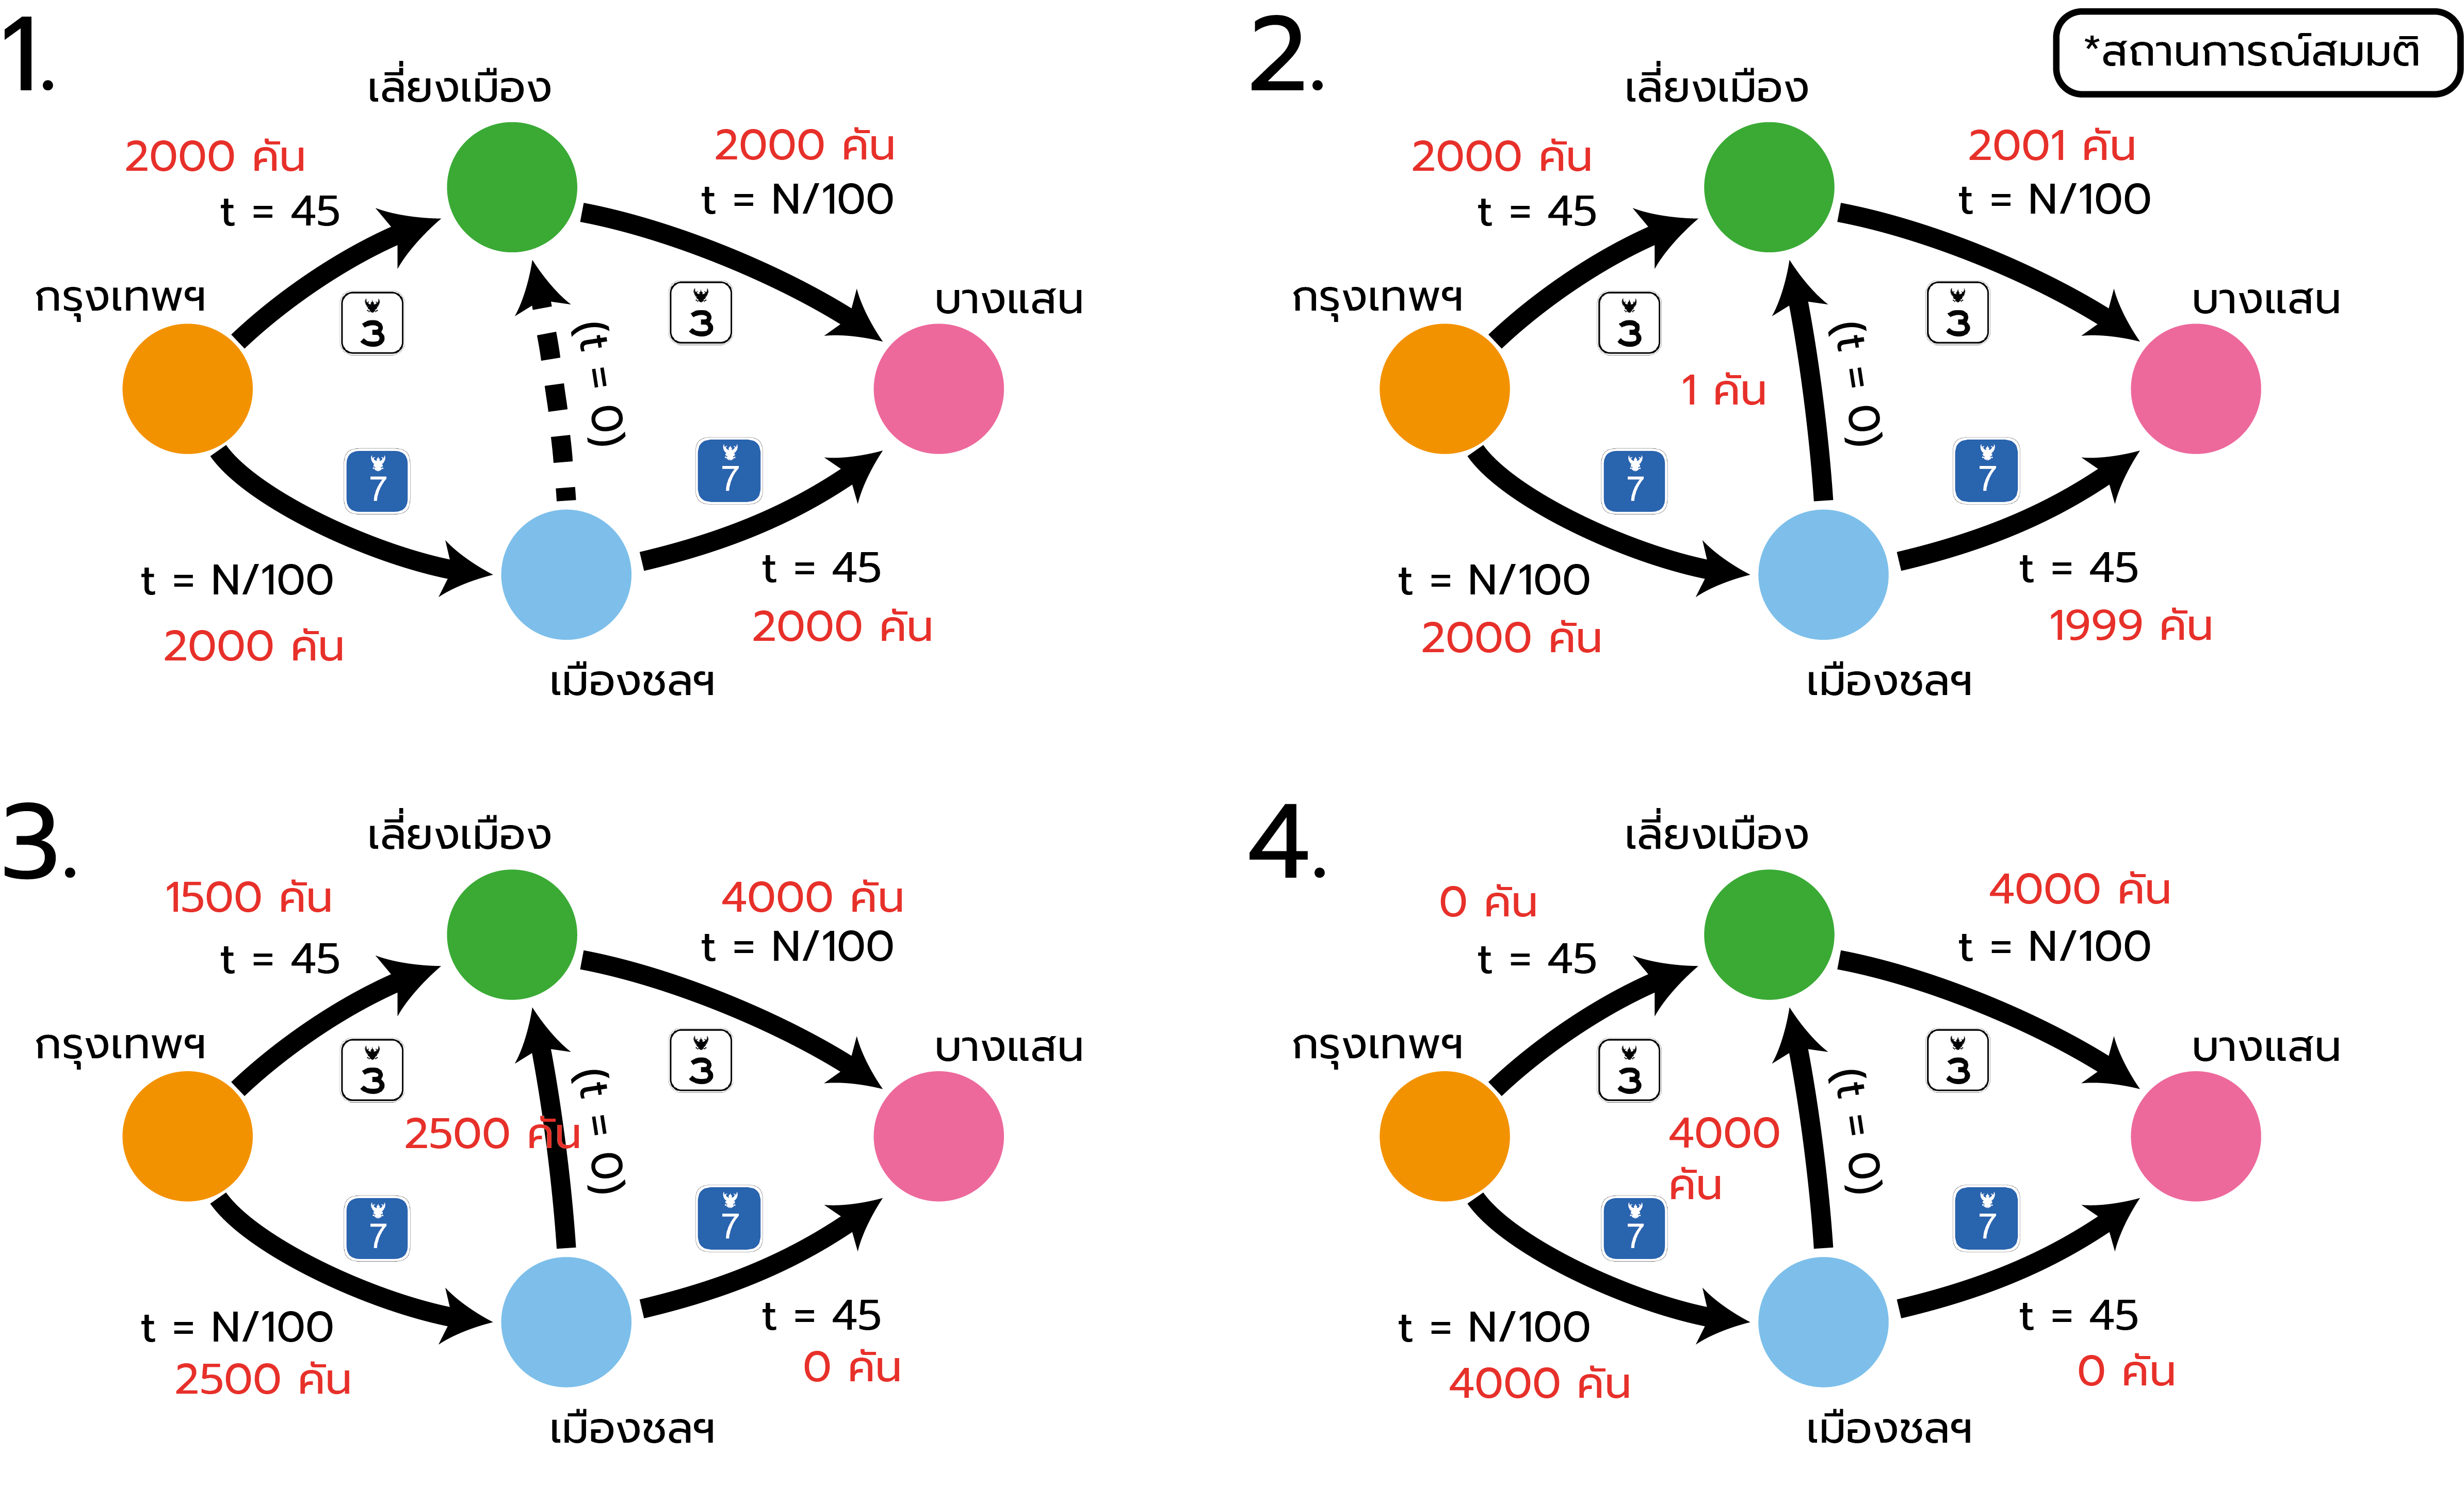 1.
เลี่ยงเมือง
2000 คัน
t = 45
2000 คัน
t = N/100
กรุงเทพฯ
3
3
บางแสน
(t = 0)
7
7
t = N/100
2000 คัน
t = 45
2000 คัน
เมืองชลฯ
2.
*สถานการณ์สมมติ
เลี่ยงเมือง
2000 คัน
t = 45
2001 คัน
t = N/100
กรุงเทพฯ
3
3
บางแสน
1 คัน
(t = 0)
7
7
t = N/100
2000 คัน
t = 45
1999 คัน
เมืองชลฯ
3.
เลี่ยงเมือง
1500 คัน
t = 45
4000 คัน
t = N/100
กรุงเทพฯ
3
3
บางแสน
2500 คัน
(t = 0)
7
7
t = N/100
2500 คัน
t = 45
0 คัน
เมืองชลฯ
4.
เลี่ยงเมือง
0 คัน
t = 45
4000 คัน
t = N/100
กรุงเทพฯ
3
3
บางแสน
4000
คัน
(t = 0)
7
7
t = N/100
4000 คัน
t = 45
0 คัน
เมืองชลฯ